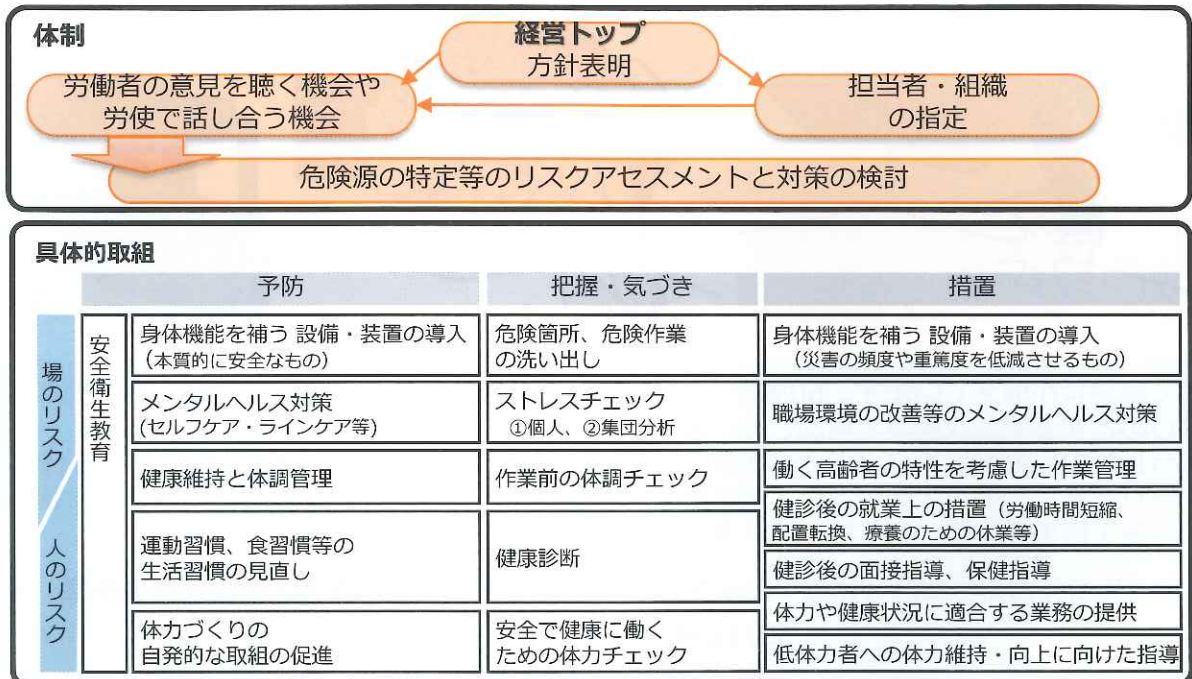 体制
経営トップ
方針表明
労働者の意見を聴く機会や
労使で話し合う機会
担当者・組織
の指定
危険源の特定等のリスクアセスメントと対策の検討
具体的取組
予防
把握・気づき
措置
場のリスク
人のリスク
安全衛生教育
身体機能を補う 設備・装置の導入
（本質的に安全なもの）
危険箇所、危険作業
の洗い出し
身体機能を補う 設備・装置の導入
（災害の頻度や重篤度を低減させるもの）
メンタルヘルス対策
(セルフケア・ラインケア等)
ストレスチェック
①個人、②集団分析
職場環境の改善等のメンタルヘルス対策
健康維持と体調管理
作業前の体調チェック
働く高齢者の特性を考慮した作業管理
運動習慣、食習慣等の
生活習慣の見直し
健康診断
健診後の就業上の措置（労働時間短縮、
配置転換、療養のための休業等）
健診後の面接指導、保健指導
体力づくりの
自発的な取組の促進
安全で健康に働く
ための体力チェック
体力や健康状況に適合する業務の提供
低体力者への体力維持・向上に向けた指導